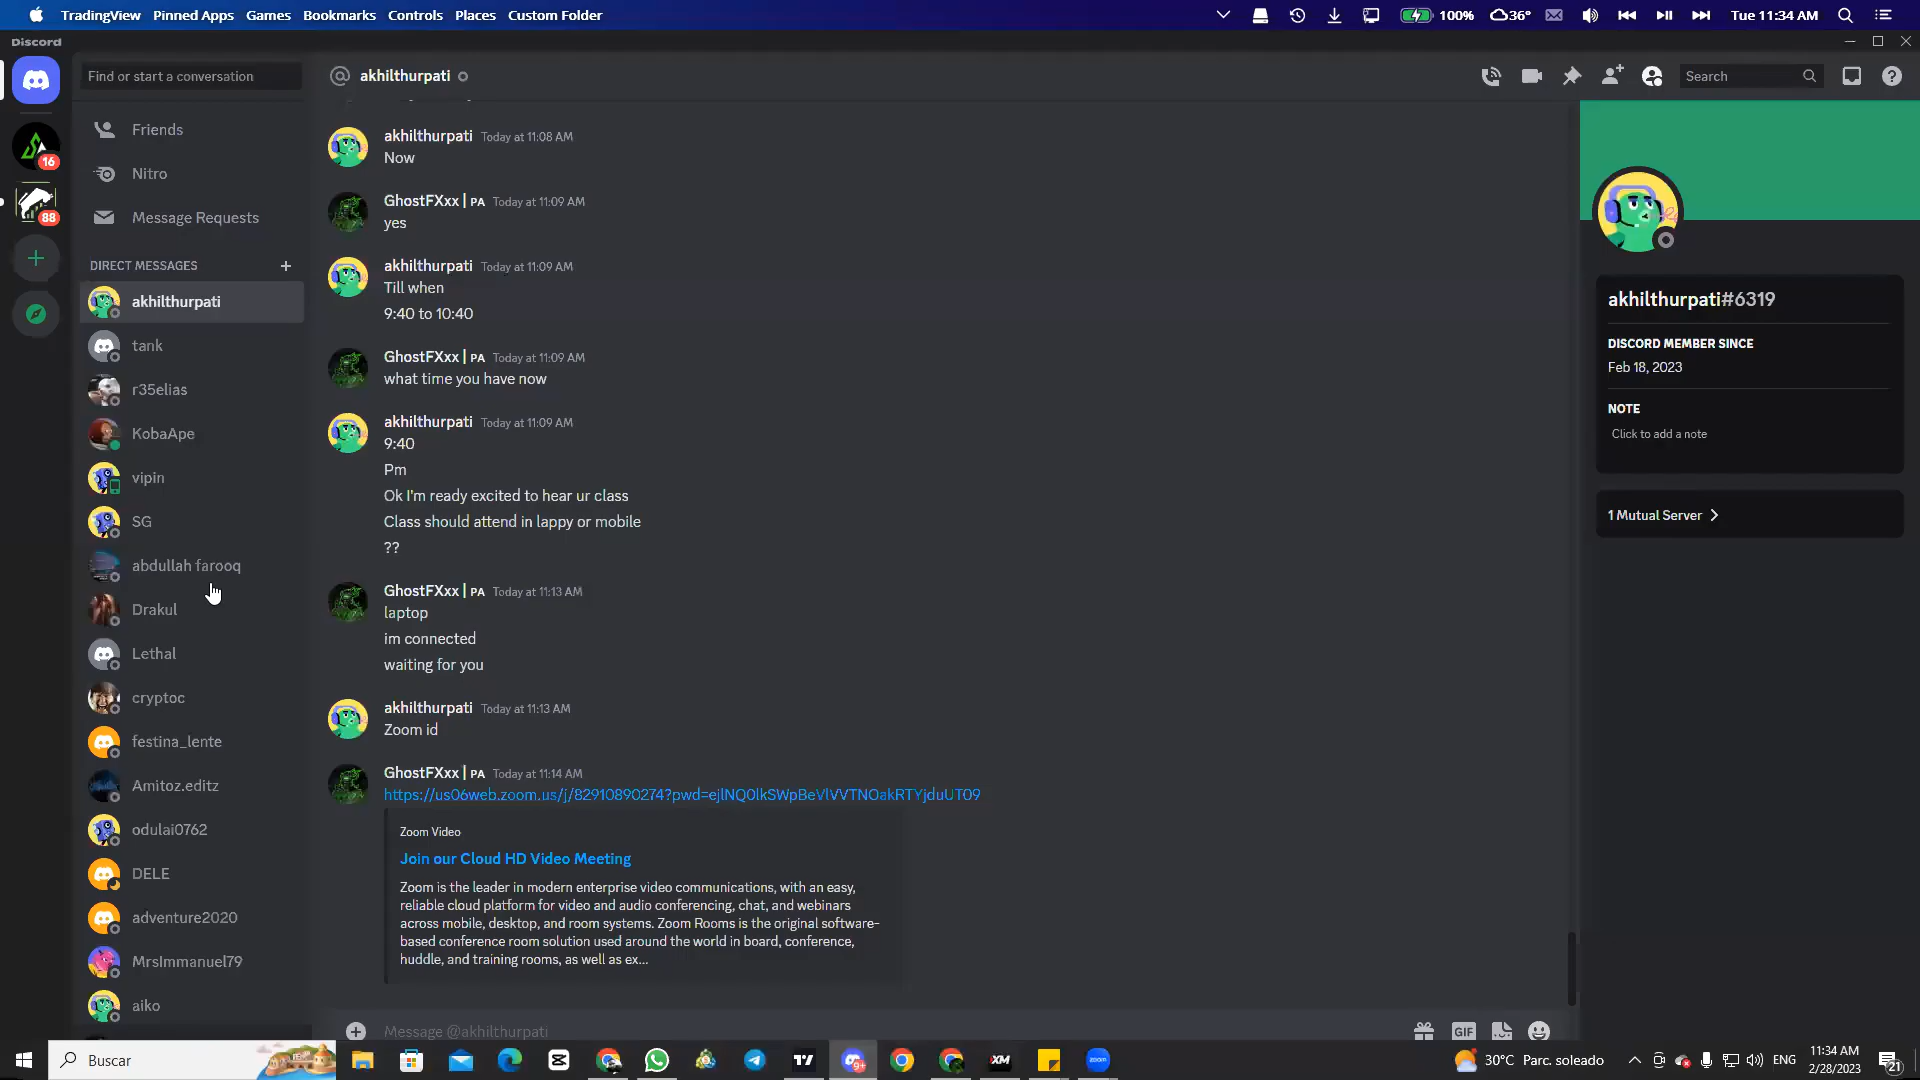 TradingView Pinned Apps Games Bookmarks Controls Places Custom Folder
100% 36° Tue 11:34 AM
Discord
Find or start a conversation
akhilthurpati
Search
16
88
Friends
Nitro
Message Requests
DIRECT MESSAGES
akhilthurpati
tank
r35elias
KobaApe
vipin
SG
abdullah farooq
Drakul
Lethal
cryptoc
festina_lente
Amitoz.editz
odulai0762
DELE
adventure2020
MrsImmanuel79
aiko
akhilthurpati Today at 11:08 AM
Now
GhostFXxx | PA Today at 11:09 AM
yes
akhilthurpati Today at 11:09 AM
Till when
9:40 to 10:40
GhostFXxx | PA Today at 11:09 AM
what time you have now
akhilthurpati Today at 11:09 AM
9:40
Pm
Ok I'm ready excited to hear ur class
Class should attend in lappy or mobile
??
GhostFXxx | PA Today at 11:13 AM
laptop
im connected
waiting for you
akhilthurpati Today at 11:13 AM
Zoom id
GhostFXxx | PA Today at 11:14 AM
https://us06web.zoom.us/j/82910890274?pwd=ejlNQ0lkSWpBeVlVVTNOakRTYjduUT09
Zoom Video
Join our Cloud HD Video Meeting
Zoom is the leader in modern enterprise video communications, with an easy,
reliable cloud platform for video and audio conferencing, chat, and webinars
across mobile, desktop, and room systems. Zoom Rooms is the original software-
based conference room solution used around the world in board, conference,
huddle, and training rooms, as well as ex...
Message @akhilthurpati
GIF
akhilthurpati#6319
DISCORD MEMBER SINCE
Feb 18, 2023
NOTE
Click to add a note
1 Mutual Server
Buscar
9+
XM
zoom
30°C Parc. soleado
ENG
11:34 AM
2/28/2023
21